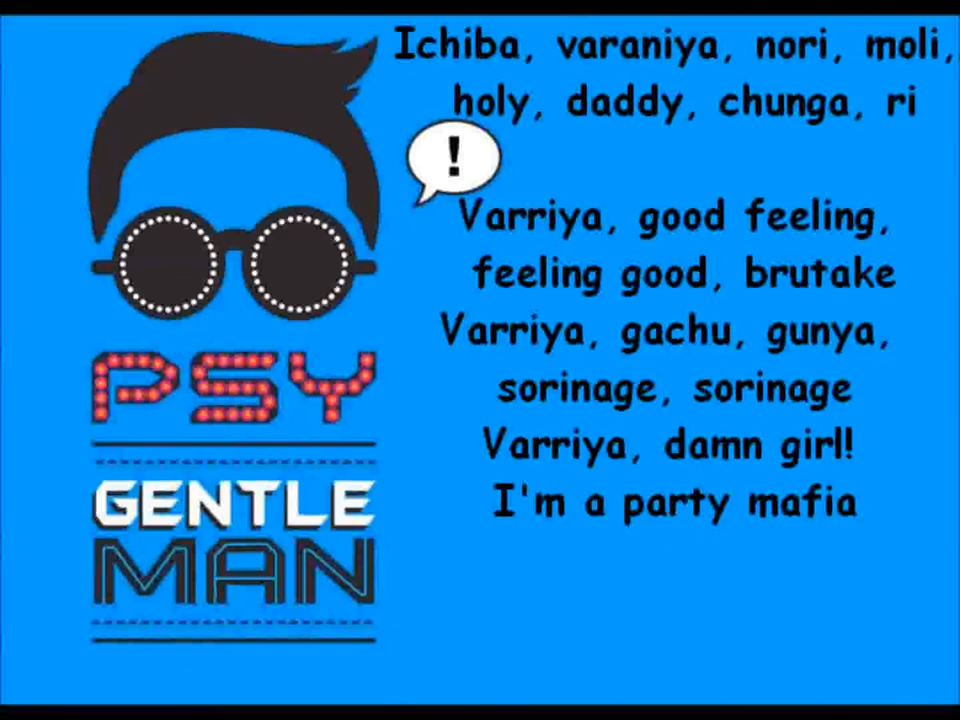 Ichiba, varaniya, nori, moli,
holy, daddy, chunga, ri
!
Varriya, good feeling,
feeling good, brutake
Varriya, gachu, gunya,
sorinage, sorinage
Varriya, damn girl!
I'm a party mafia
PSY
GENTLE
MAN